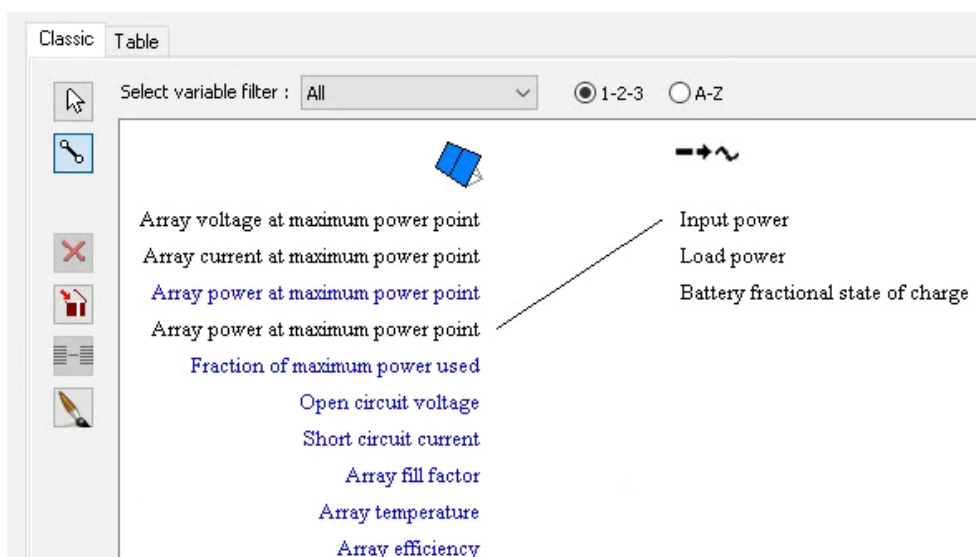 Classic Table
Select variable filter : All 1-2-3 A-Z
Array voltage at maximum power point Input power
Array current at maximum power point Load power
Array power at maximum power point Battery fractional state of charge
Array power at maximum power point
Fraction of maximum power used
Open circuit voltage
Short circuit current
Array fill factor
Array temperature
Array efficiency